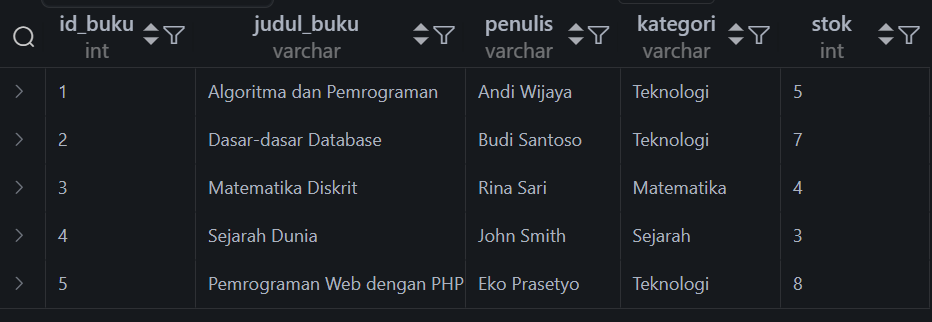 id_buku judul_buku penulis kategori stok
int varchar varchar varchar int
1 Algoritma dan Pemrograman Andi Wijaya Teknologi 5
2 Dasar-dasar Database Budi Santoso Teknologi 7
3 Matematika Diskrit Rina Sari Matematika 4
4 Sejarah Dunia John Smith Sejarah 3
5 Pemrograman Web dengan PHP Eko Prasetyo Teknologi 8